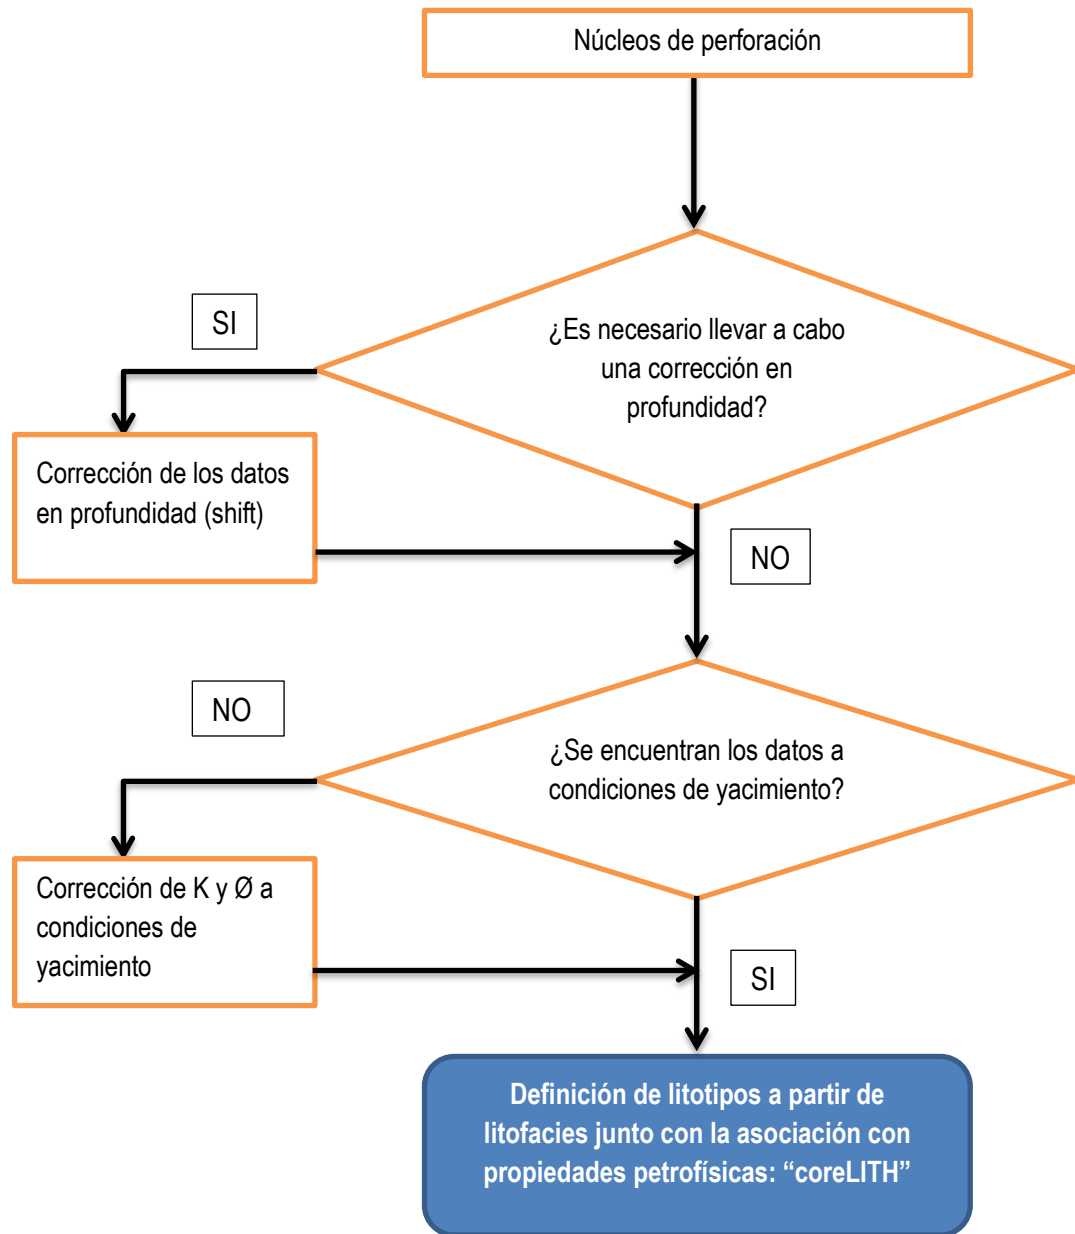 Núcleos de perforación
SI
¿Es necesario llevar a cabo
una corrección en
profundidad?
Corrección de los datos
en profundidad (shift)
NO
NO
¿Se encuentran los datos a
condiciones de yacimiento?
Corrección de K y Ø a
condiciones de
yacimiento
SI
Definición de litotipos a partir de
litofacies junto con la asociación con
propiedades petrofísicas: “coreLITH”